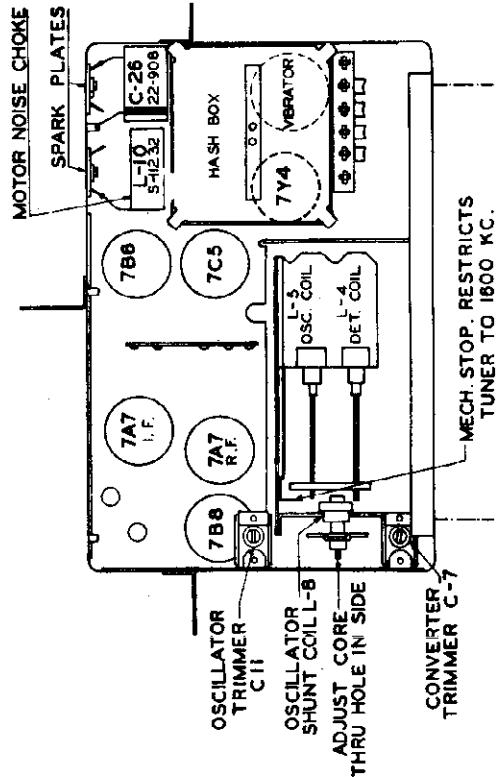 MOTOR NOISE CHOKE
SPARK PLATES
C-26
22-908
L-10
S-11232
HASH BOX
VIBRATOR
7Y4
7B6
7C5
L-5
OSC. COIL
L-4
DET. COIL
7A7
I.F.
7A7
R.F.
7B8
MECH. STOP. RESTRICTS
TUNER TO 1600 KC.
OSCILLATOR
TRIMMER
C11
OSCILLATOR
SHUNT COIL L-8
ADJUST CORE
THRU HOLE IN SIDE
CONVERTER
TRIMMER C-7